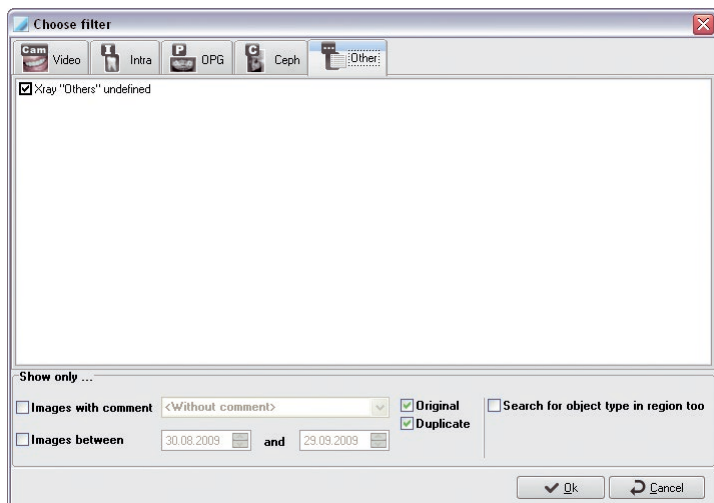 Choose filter
Cam Video I Intra P OPG C Ceph ... Other
Xray "Others" undefined
Show only ...
Images with comment <Without comment> Original Search for object type in region too
Duplicate
Images between 30.08.2009 and 29.09.2009
Ok Cancel